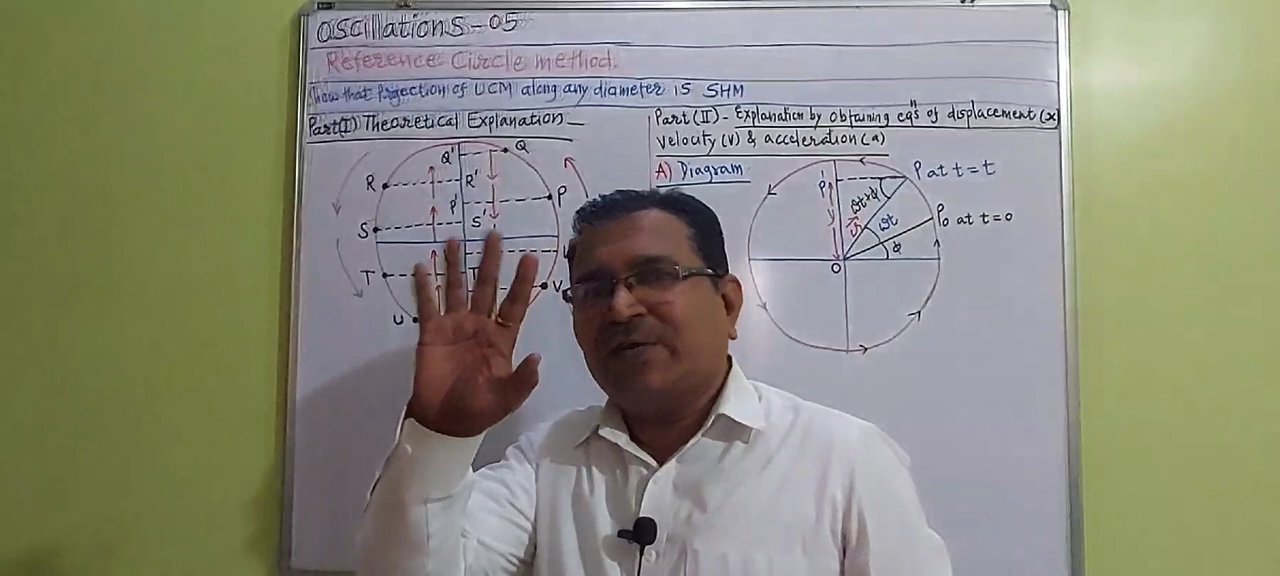 Oscillations-05
Reference Circle method.
Show that Projection of UCM along any diameter is SHM
Part(I) Theoretical Explanation
Part(II)- Explanation by obtaining eqⁿs of displacement(x)
velocity(v) & acceleration(a)
A) Diagram
Q'
Q
R
R'
P'
P
S
S'
T
V
U
P'
P at t=t
ωt+φ
y
ωt
P₀ at t=0
φ
O